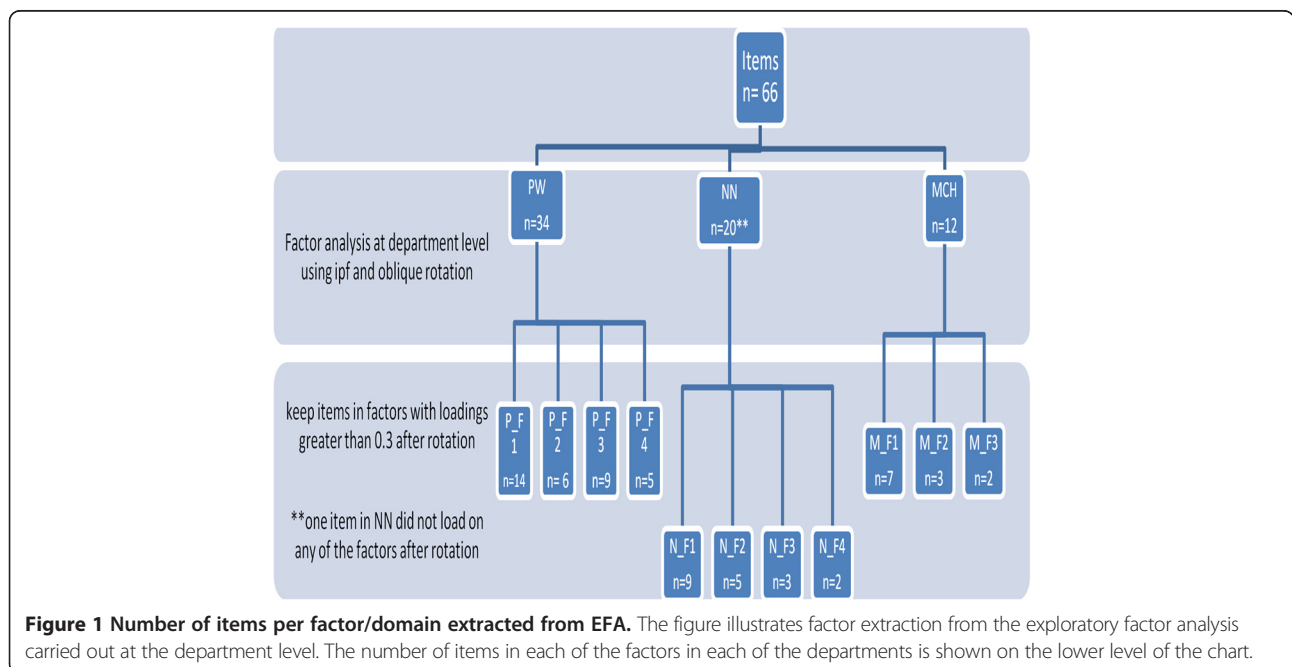 Items
n= 66
PW
n=34
NN
n=20**
MCH
n=12
Factor analysis at department level
using ipf and oblique rotation
keep items in factors with loadings
greater than 0.3 after rotation
P_F
1
n=14
P_F
2
n= 6
P_F
3
n=9
P_F
4
n=5
M_F1
n=7
M_F2
n=3
M_F3
n=2
**one item in NN did not load on
any of the factors after rotation
N_F1
n=9
N_F2
n=5
N_F3
n=3
N_F4
n=2
Figure 1 Number of items per factor/domain extracted from EFA. The figure illustrates factor extraction from the exploratory factor analysis
carried out at the department level. The number of items in each of the factors in each of the departments is shown on the lower level of the chart.